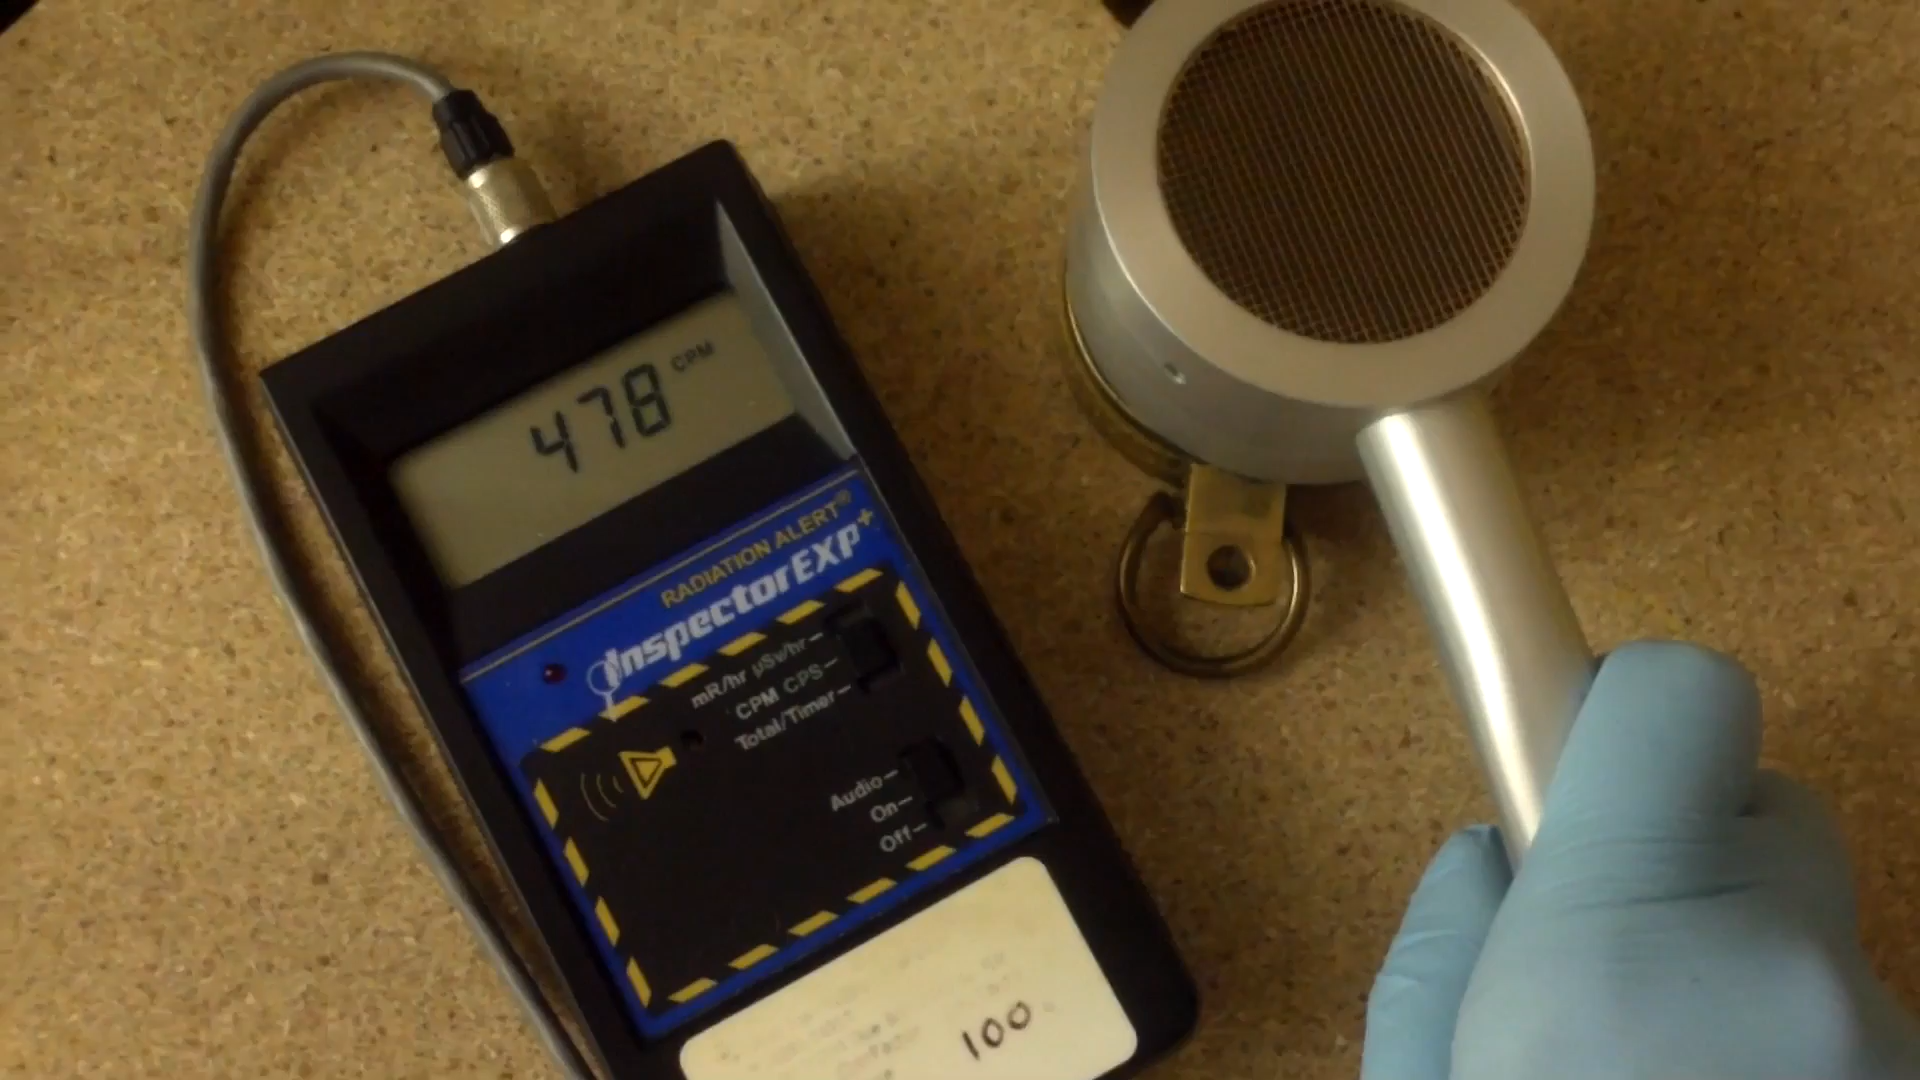 478 CPM
RADIATION ALERT®
InspectorEXP+
mR/hr µSv/hr
CPM CPS
Total/Timer
Audio
On
Off
100